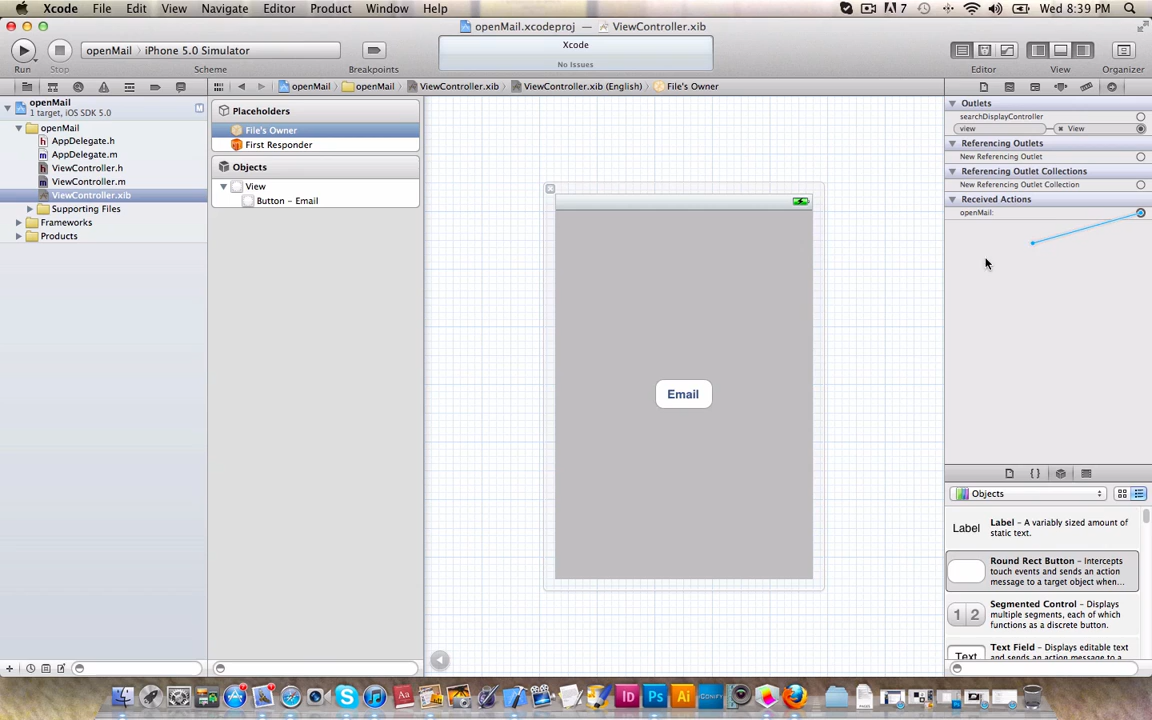 Xcode File Edit View Navigate Editor Product Window Help
7 Wed 8:39 PM
openMail.xcodeproj — ViewController.xib
openMail iPhone 5.0 Simulator
Xcode
No Issues
Run Stop Scheme Breakpoints Editor View Organizer
openMail openMail ViewController.xib ViewController.xib (English) File's Owner
openMail
1 target, iOS SDK 5.0
M
openMail
AppDelegate.h
AppDelegate.m
ViewController.h
ViewController.m
ViewController.xib
Supporting Files
Frameworks
Products
Placeholders
File's Owner
First Responder
Objects
View
Button – Email
Email
Outlets
searchDisplayController
view View
Referencing Outlets
New Referencing Outlet
Referencing Outlet Collections
New Referencing Outlet Collection
Received Actions
openMail:
Objects
Label
Label – A variably sized amount of
static text.
Round Rect Button – Intercepts
touch events and sends an action
message to a target object when...
1 2
Segmented Control – Displays
multiple segments, each of which
functions as a discrete button.
Text
Text Field – Displays editable text
and sends an action message to a
Aa
ID
Ps
Ai